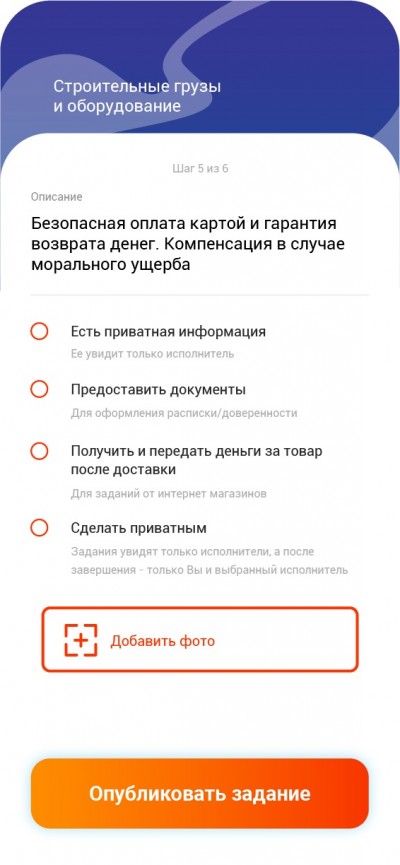 Строительные грузы
и оборудование
Шаг 5 из 6
Описание
Безопасная оплата картой и гарантия
возврата денег. Компенсация в случае
морального ущерба
Есть приватная информация
Ее увидит только исполнитель
Предоставить документы
Для оформления расписки/доверенности
Получить и передать деньги за товар
после доставки
Для заданий от интернет магазинов
Сделать приватным
Задания увидят только исполнители, а после
завершения - только Вы и выбранный исполнитель
Добавить фото
Опубликовать задание